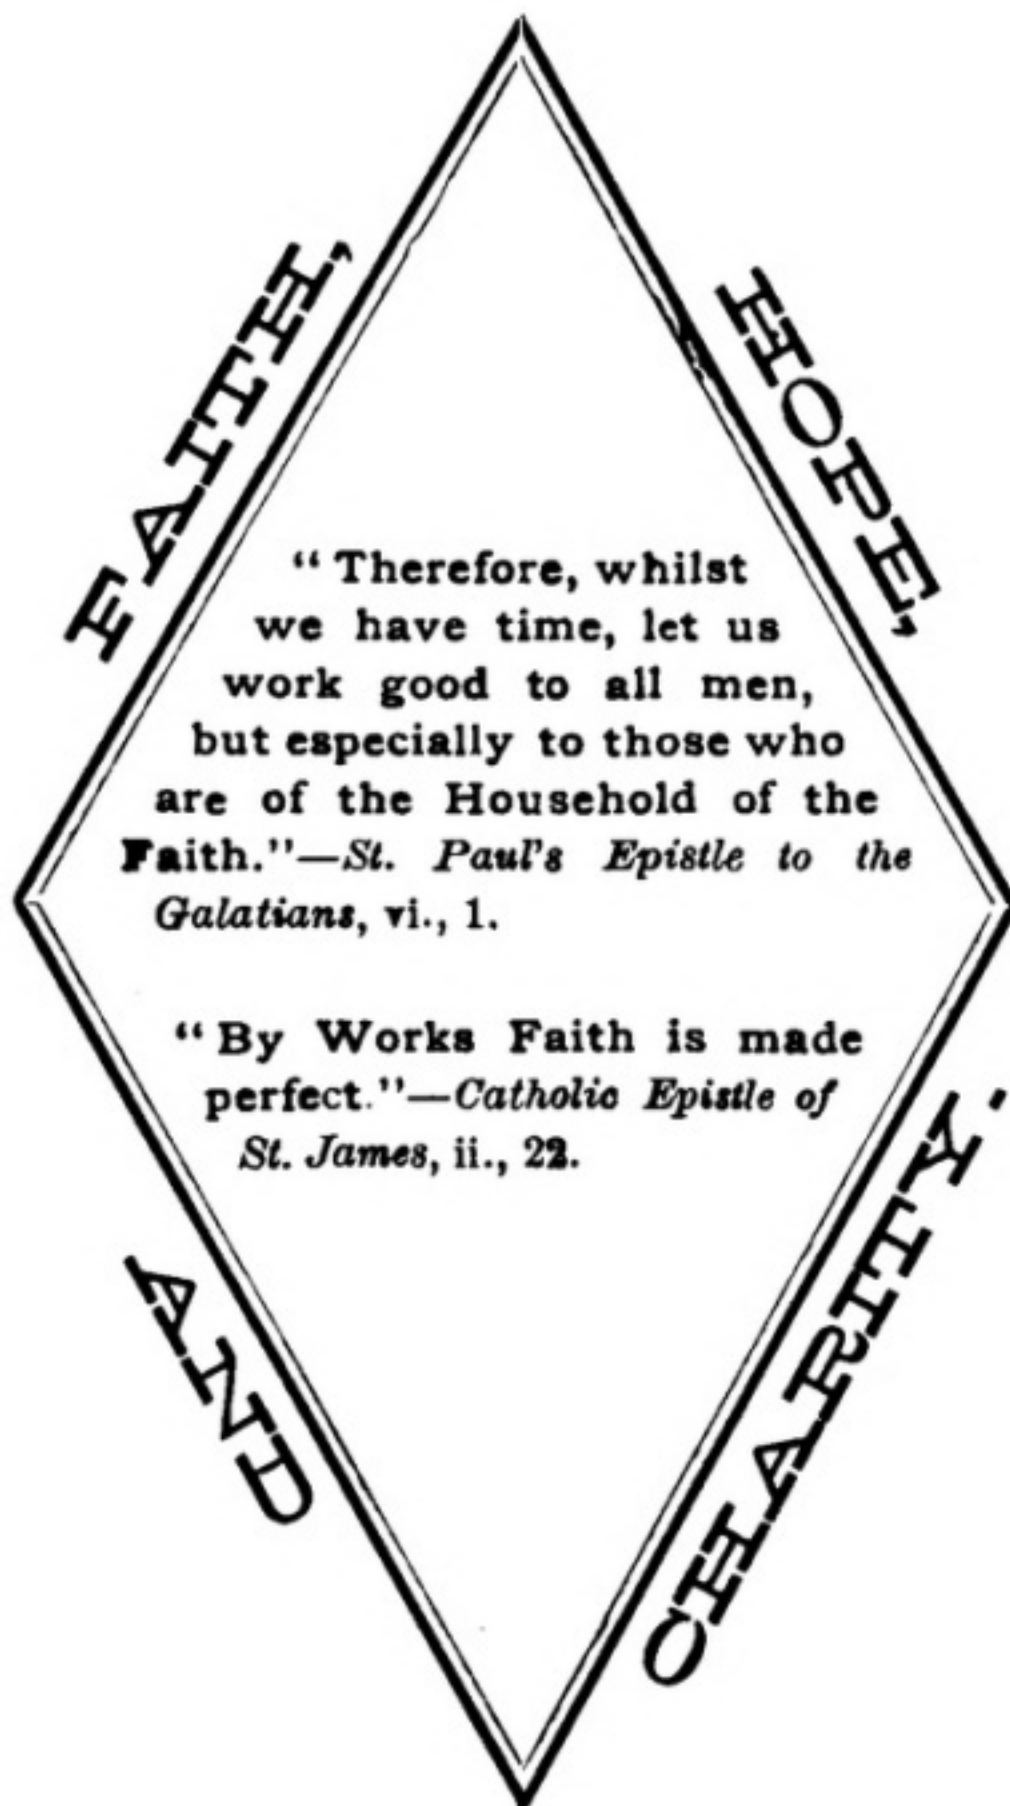 FAITH,
HOPE,
"Therefore, whilst
we have time, let us
work good to all men,
but especially to those who
are of the Household of the
Faith."—St. Paul's Epistle to the
Galatians, vi., 1.
"By Works Faith is made
perfect."—Catholic Epistle of
St. James, ii., 22.
AND
CHARITY.